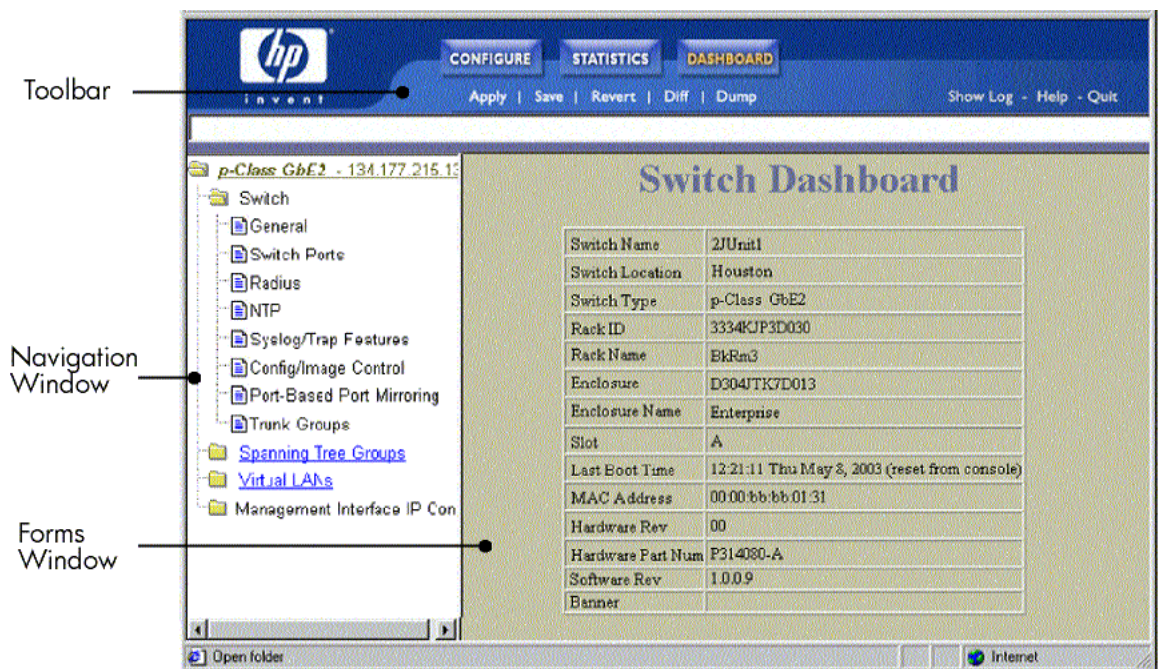 hp
invent
CONFIGURE STATISTICS DASHBOARD
Toolbar
Apply | Save | Revert | Diff | Dump
Show Log - Help - Quit
p-Class GbE2 - 134.177.215.13
Switch
General
Switch Ports
Radius
NTP
Syslog/Trap Features
Config/Image Control
Port-Based Port Mirroring
Trunk Groups
Spanning Tree Groups
Virtual LANs
Management Interface IP Con
Navigation
Window
Forms
Window
Switch Dashboard
Switch Name 2JUnit1
Switch Location Houston
Switch Type p-Class GbE2
Rack ID 3334KJP3D030
Rack Name BkRm3
Enclosure D304JTK7D013
Enclosure Name Enterprise
Slot A
Last Boot Time 12:21:11 Thu May 8, 2003 (reset from console)
MAC Address 00:00:bb:bb:01:31
Hardware Rev 00
Hardware Part Num P314080-A
Software Rev 1.0.0.9
Banner
Open folder
Internet